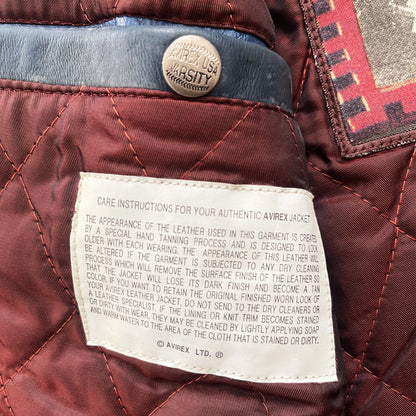 AVIREX USA
VARSITY
CARE INSTRUCTIONS FOR YOUR AUTHENTIC AVIREX JACKET
THE APPEARANCE OF THE LEATHER USED IN THIS GARMENT IS CREATED
BY A SPECIAL HAND TANNING PROCESS AND IS DESIGNED TO LOOK
OLDER WITH EACH WEARING. THE APPEARANCE OF THIS LEATHER WILL
BE ALTERED IF THE GARMENT IS SUBJECTED TO ANY DRY CLEANING
PROCESS WHICH WILL REMOVE THE SURFACE FINISH OF THE LEATHER SO
THAT THE JACKET, WILL LOSE ITS DARK FINISH AND BECOME A TAN
COLOR. IF YOU WANT TO RETAIN THE ORIGINAL FINISHED WORN LOOK OF
YOUR AVIREX LEATHER JACKET, DO NOT SEND TO THE DRY CLEANERS OR
A LEATHER SPECIALIST. IF THE LINING OR KNIT TRIM BECOMES STAINED
OR DIRTY WITH WEAR, THEY MAY BE CLEANED BY LIGHTLY APPLYING SOAP
AND WARM WATER TO THE AREA OF THE CLOTH THAT IS STAINED OR DIRTY.
© AVIREX LTD. ®